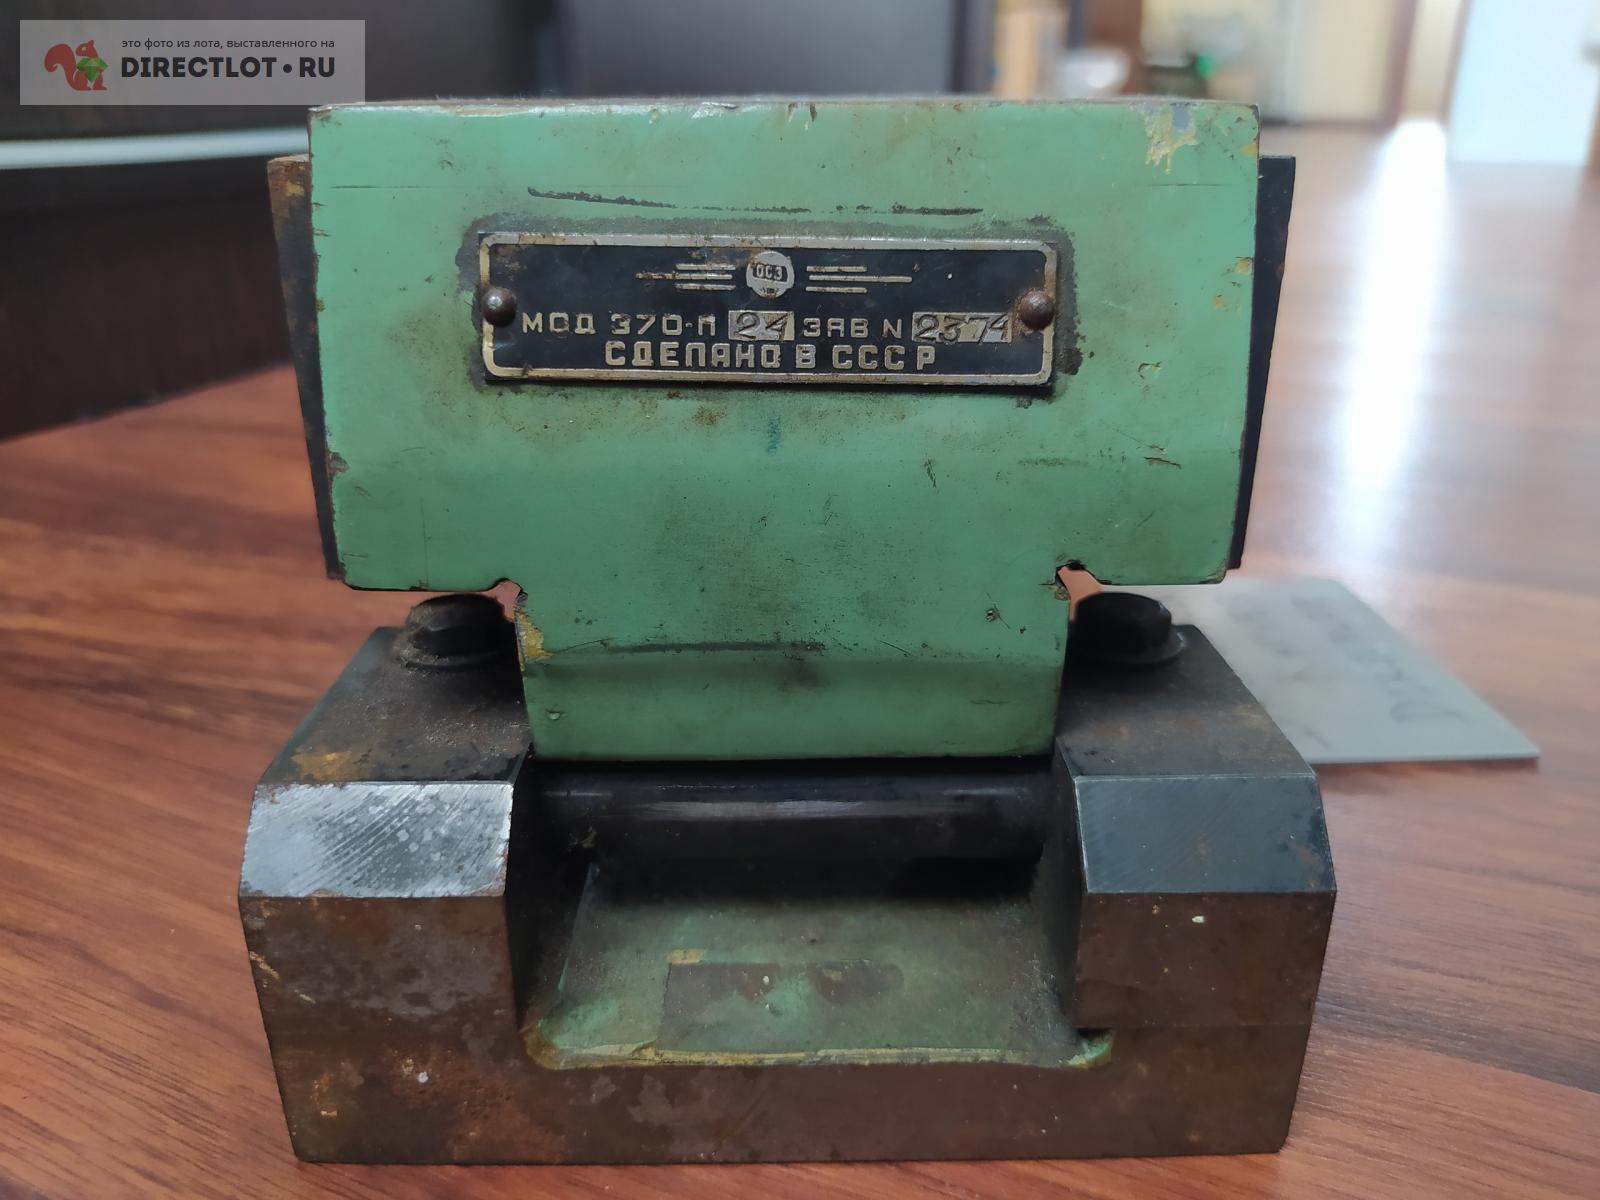 это фото из лота, выставленного на
DIRECTLOT•RU
ОСЗ
МОД 370-П 24 ЗАВ N 2374
СДЕЛАНО В СССР